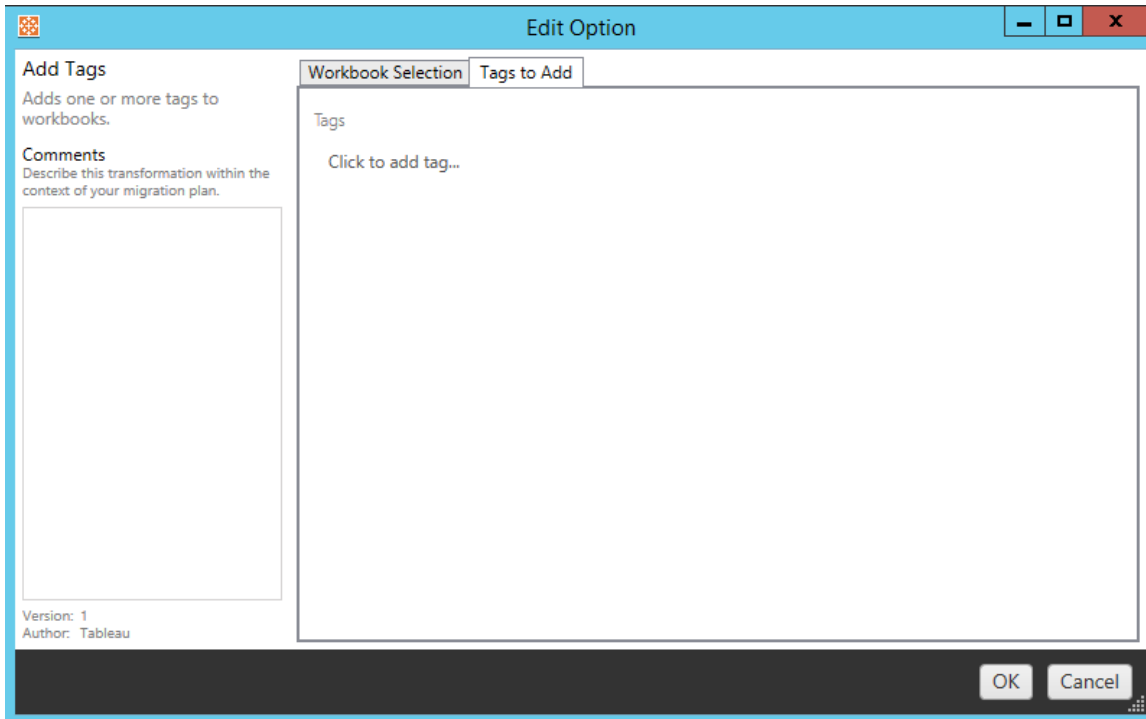 Edit Option
Add Tags
Adds one or more tags to
workbooks.
Comments
Describe this transformation within the
context of your migration plan.
Version: 1
Author: Tableau
Workbook Selection
Tags to Add
Tags
Click to add tag...
OK
Cancel